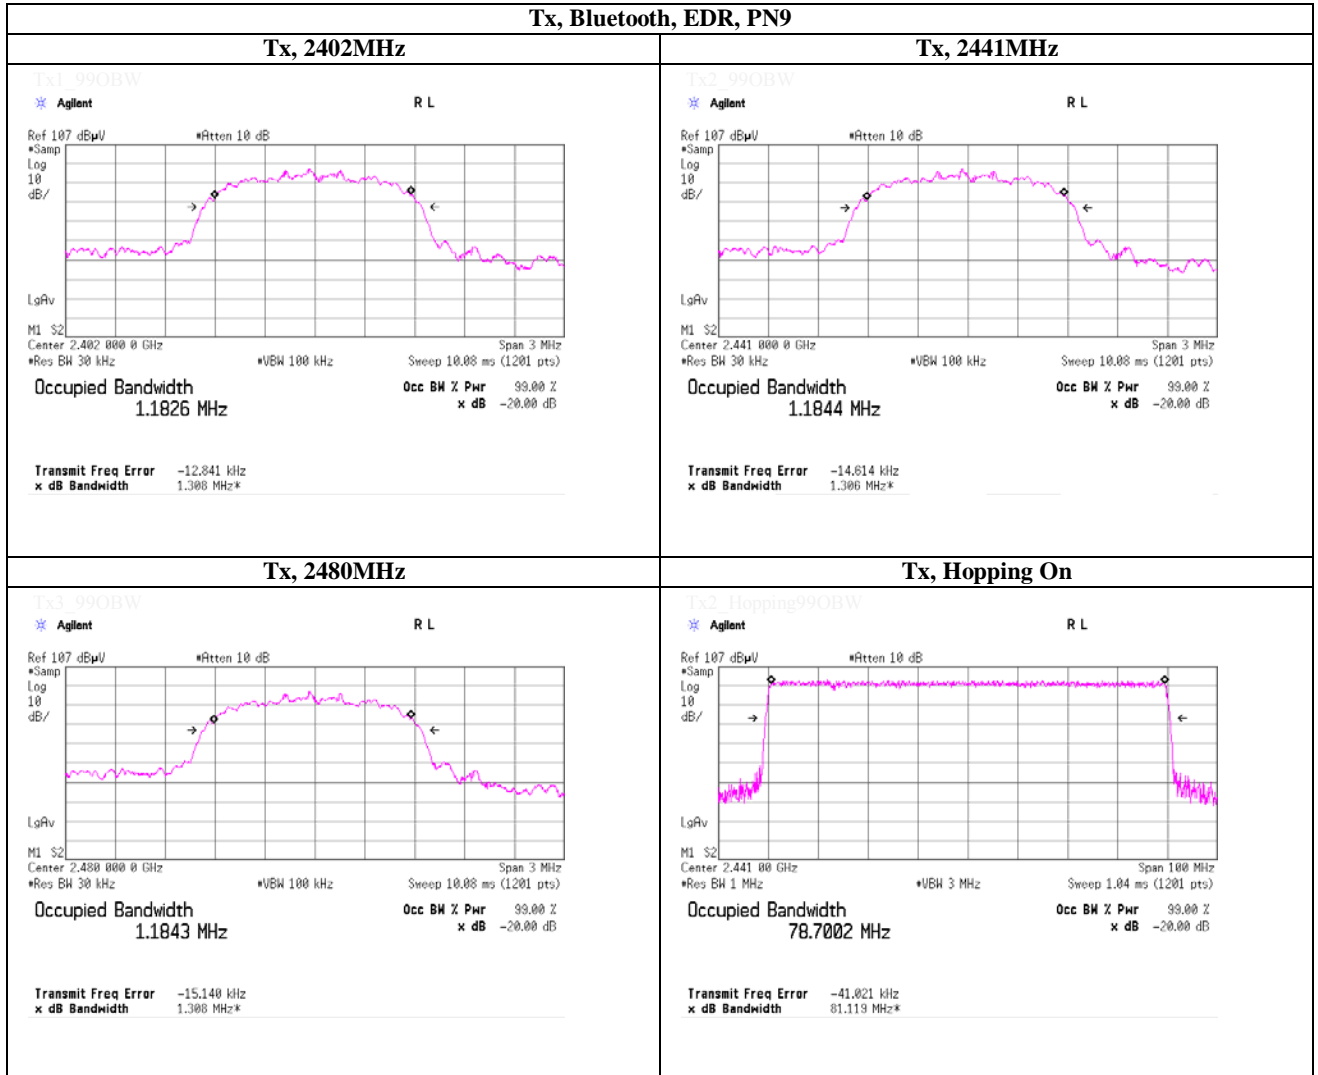 Tx, Bluetooth, EDR, PN9
Tx, 2402MHz
Tx1_99OBW
Agilent R L
Ref 107 dBµV #Atten 10 dB
#Samp
Log
10
dB/
LgAv
M1 S2
Center 2.402 000 0 GHz Span 3 MHz
#Res BW 30 kHz #VBW 100 kHz Sweep 10.08 ms (1201 pts)
Occupied Bandwidth Occ BW % Pwr 99.00 %
1.1826 MHz x dB -20.00 dB
Transmit Freq Error -12.841 kHz
x dB Bandwidth 1.308 MHz*
Tx, 2441MHz
Tx2_99OBW
Agilent R L
Ref 107 dBµV #Atten 10 dB
#Samp
Log
10
dB/
LgAv
M1 S2
Center 2.441 000 0 GHz Span 3 MHz
#Res BW 30 kHz #VBW 100 kHz Sweep 10.08 ms (1201 pts)
Occupied Bandwidth Occ BW % Pwr 99.00 %
1.1844 MHz x dB -20.00 dB
Transmit Freq Error -14.614 kHz
x dB Bandwidth 1.306 MHz*
Tx, 2480MHz
Tx3_99OBW
Agilent R L
Ref 107 dBµV #Atten 10 dB
#Samp
Log
10
dB/
LgAv
M1 S2
Center 2.480 000 0 GHz Span 3 MHz
#Res BW 30 kHz #VBW 100 kHz Sweep 10.08 ms (1201 pts)
Occupied Bandwidth Occ BW % Pwr 99.00 %
1.1843 MHz x dB -20.00 dB
Transmit Freq Error -15.140 kHz
x dB Bandwidth 1.308 MHz*
Tx, Hopping On
Tx2_Hopping99OBW
Agilent R L
Ref 107 dBµV #Atten 10 dB
#Samp
Log
10
dB/
LgAv
M1 S2
Center 2.441 00 GHz Span 100 MHz
#Res BW 1 MHz #VBW 3 MHz Sweep 1.04 ms (1201 pts)
Occupied Bandwidth Occ BW % Pwr 99.00 %
78.7002 MHz x dB -20.00 dB
Transmit Freq Error -41.021 kHz
x dB Bandwidth 81.119 MHz*